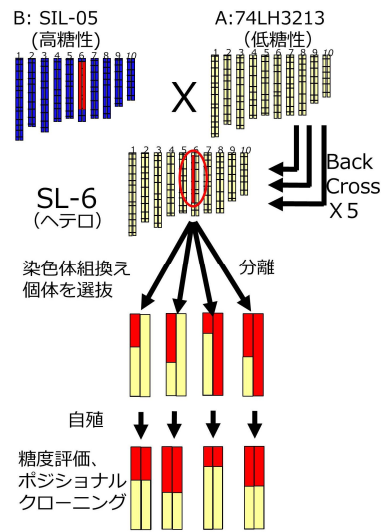 B: SIL-05
(高糖性)
A:74LH3213
(低糖性)
1 2 3 4 5 6 7 8 9 10
1 2 3 4 5 6 7 8 9 10
X
Back
Cross
X５
1 2 3 4 5 6 7 8 9 10
SL-6
(ヘテロ)
染色体組換え
個体を選抜
分離
自殖
糖度評価、
ポジショナル
クローニング